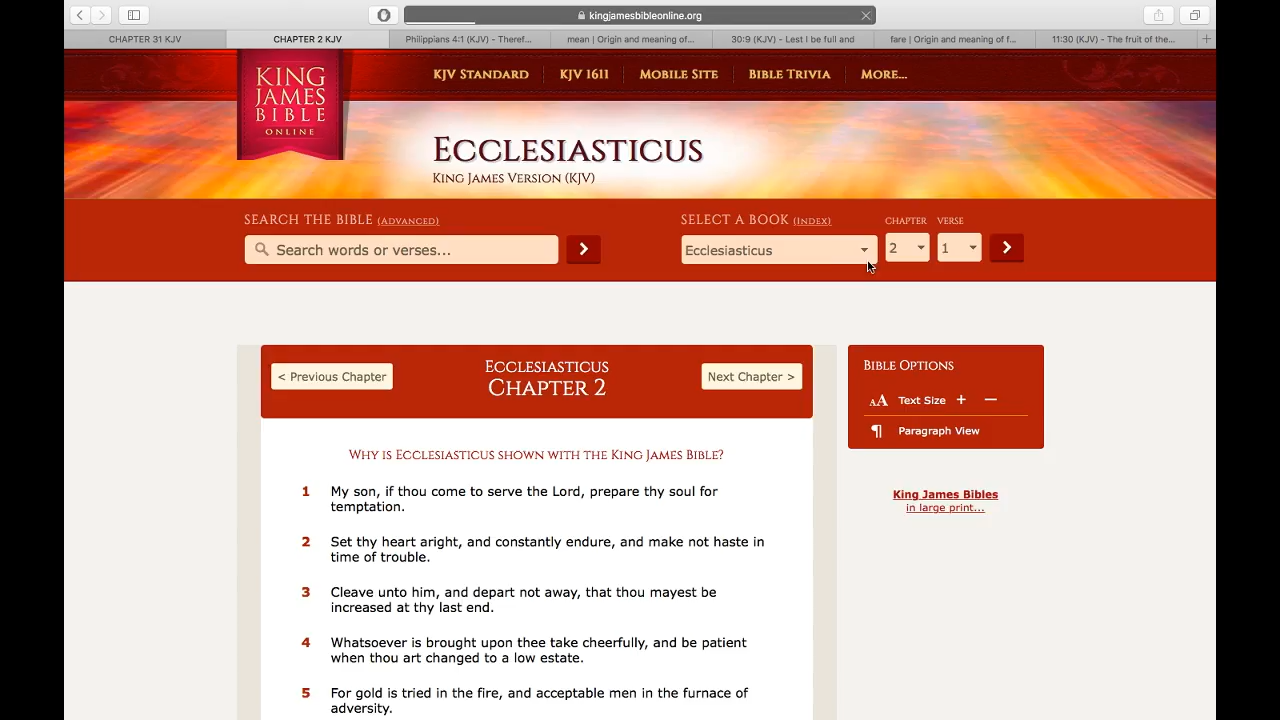 kingjamesbibleonline.org
CHAPTER 31 KJV
CHAPTER 2 KJV
Philippians 4:1 (KJV) - Theref...
mean | Origin and meaning of...
30:9 (KJV) - Lest I be full and
fare | Origin and meaning of f...
11:30 (KJV) - The fruit of the...
KING
JAMES
BIBLE
ONLINE
KJV STANDARD
KJV 1611
MOBILE SITE
BIBLE TRIVIA
MORE...
ECCLESIASTICUS
KING JAMES VERSION (KJV)
SEARCH THE BIBLE (ADVANCED)
Search words or verses...
SELECT A BOOK (INDEX)
CHAPTER
VERSE
Ecclesiasticus
2
1
< Previous Chapter
ECCLESIASTICUS
CHAPTER 2
Next Chapter >
WHY IS ECCLESIASTICUS SHOWN WITH THE KING JAMES BIBLE?
1 My son, if thou come to serve the Lord, prepare thy soul for
temptation.
2 Set thy heart aright, and constantly endure, and make not haste in
time of trouble.
3 Cleave unto him, and depart not away, that thou mayest be
increased at thy last end.
4 Whatsoever is brought upon thee take cheerfully, and be patient
when thou art changed to a low estate.
5 For gold is tried in the fire, and acceptable men in the furnace of
adversity.
BIBLE OPTIONS
AA Text Size + −
¶ Paragraph View
King James Bibles
in large print...